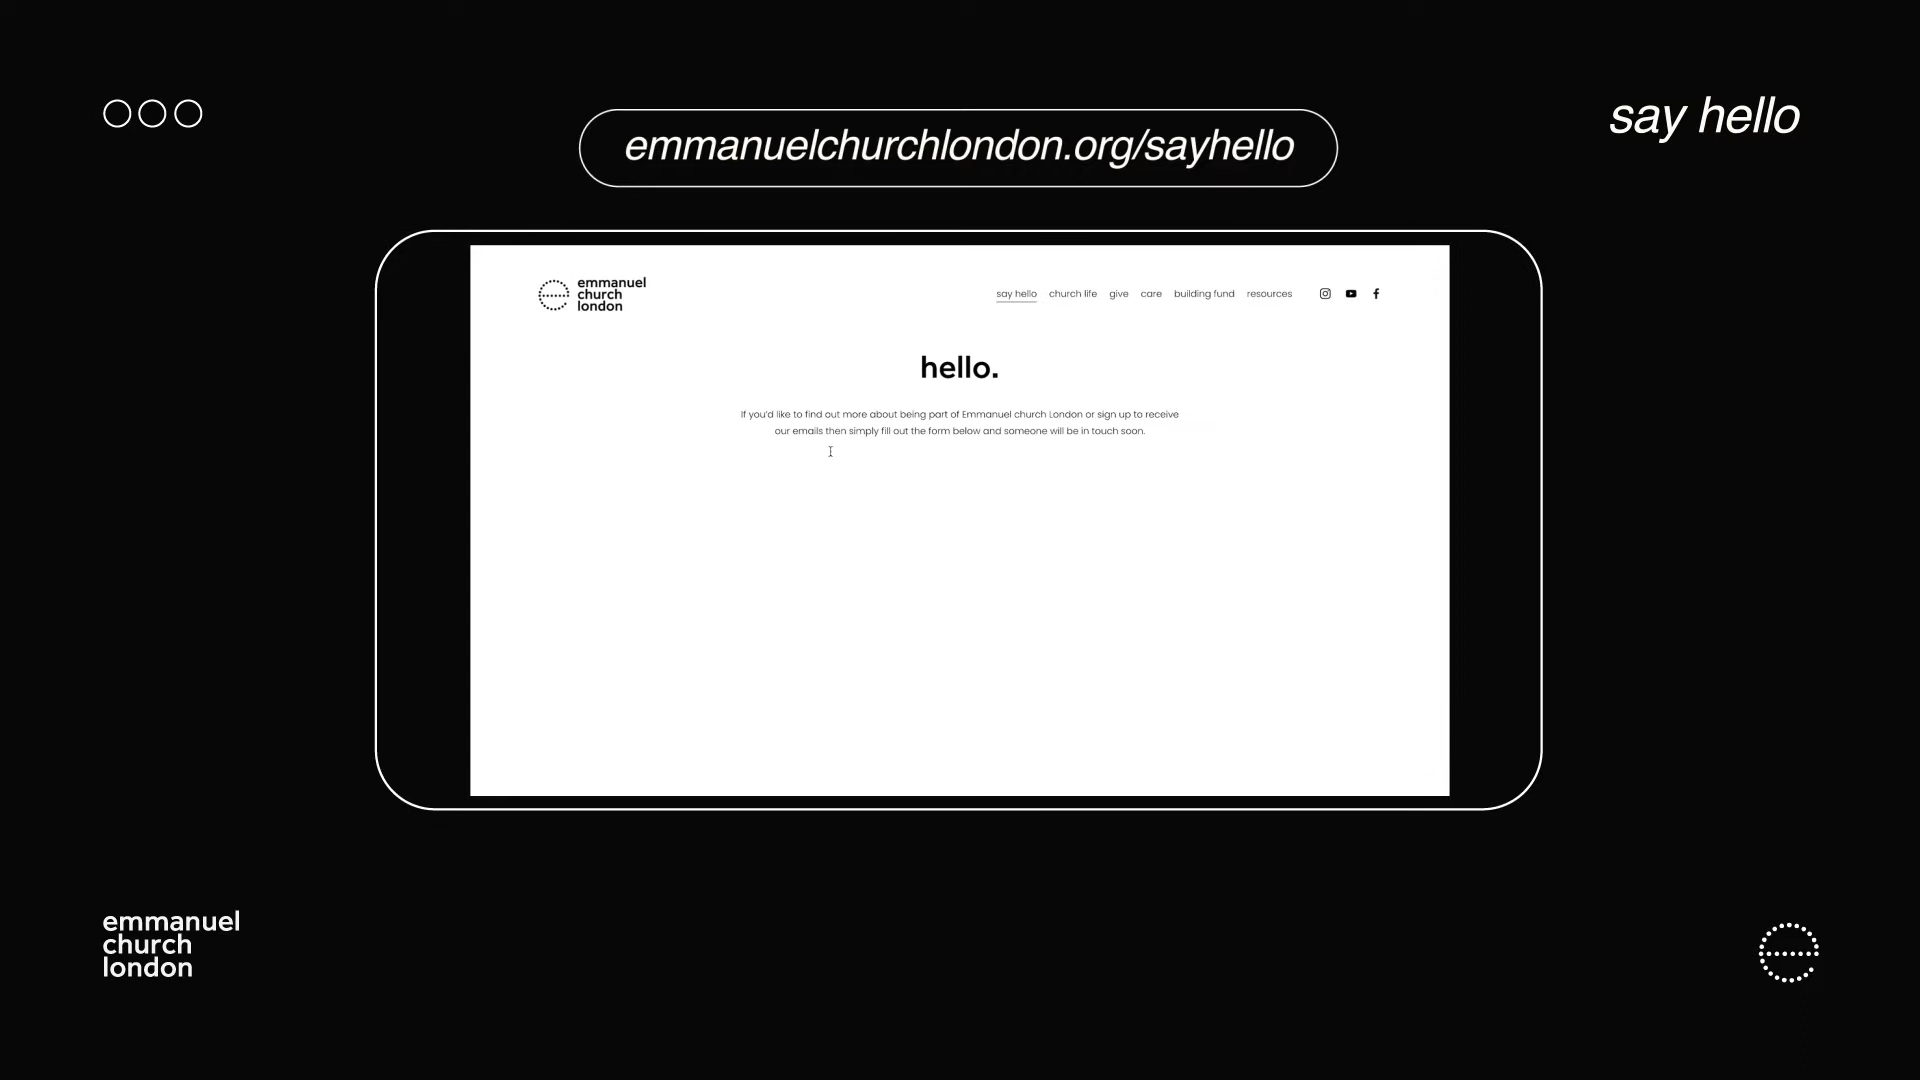 say hello
emmanuelchurchlondon.org/sayhello
emmanuel
church
london
say hello church life give care building fund resources
hello.
If you'd like to find out more about being part of Emmanuel church London or sign up to receive
our emails then simply fill out the form below and someone will be in touch soon.
emmanuel
church
london